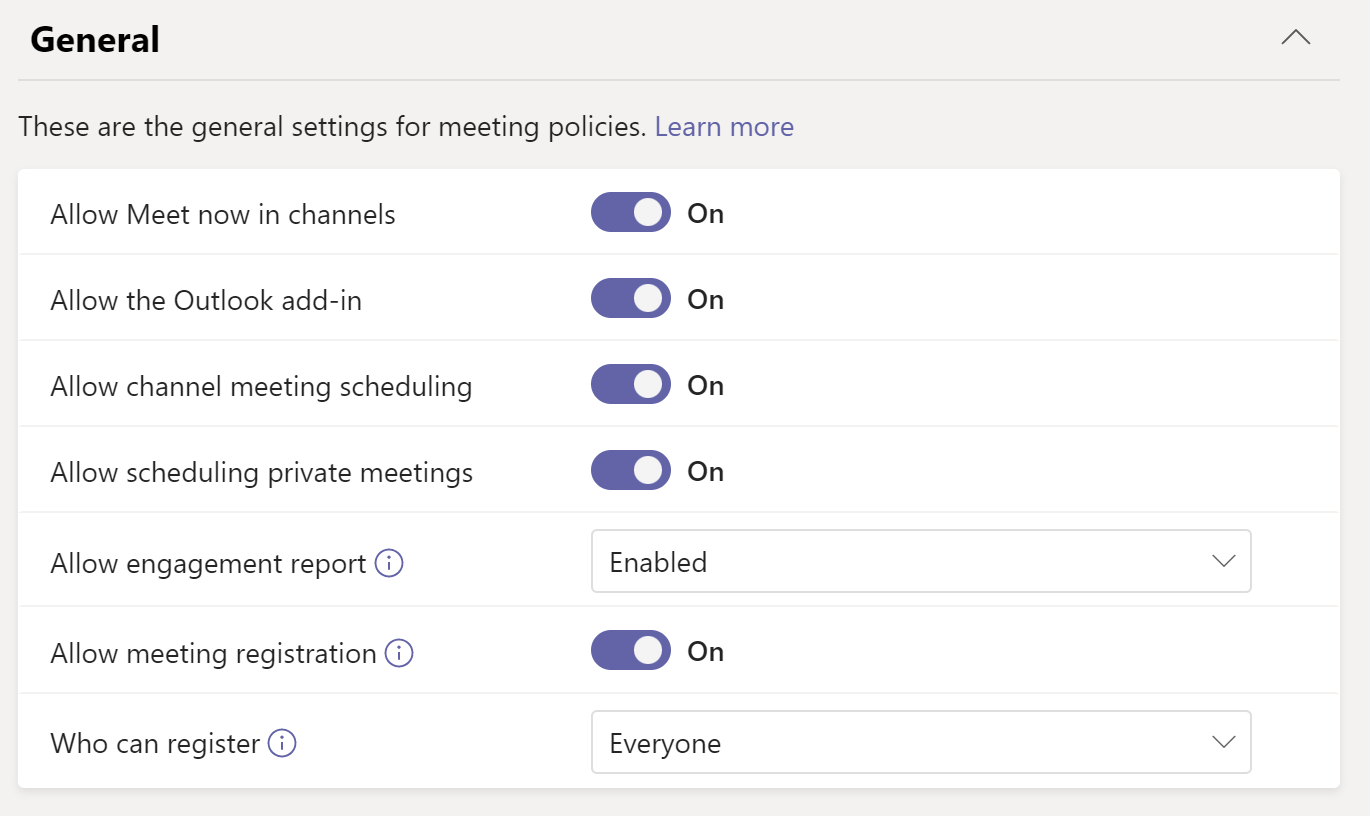 General
These are the general settings for meeting policies. Learn more
Allow Meet now in channels On
Allow the Outlook add-in On
Allow channel meeting scheduling On
Allow scheduling private meetings On
Allow engagement report Enabled
Allow meeting registration On
Who can register Everyone